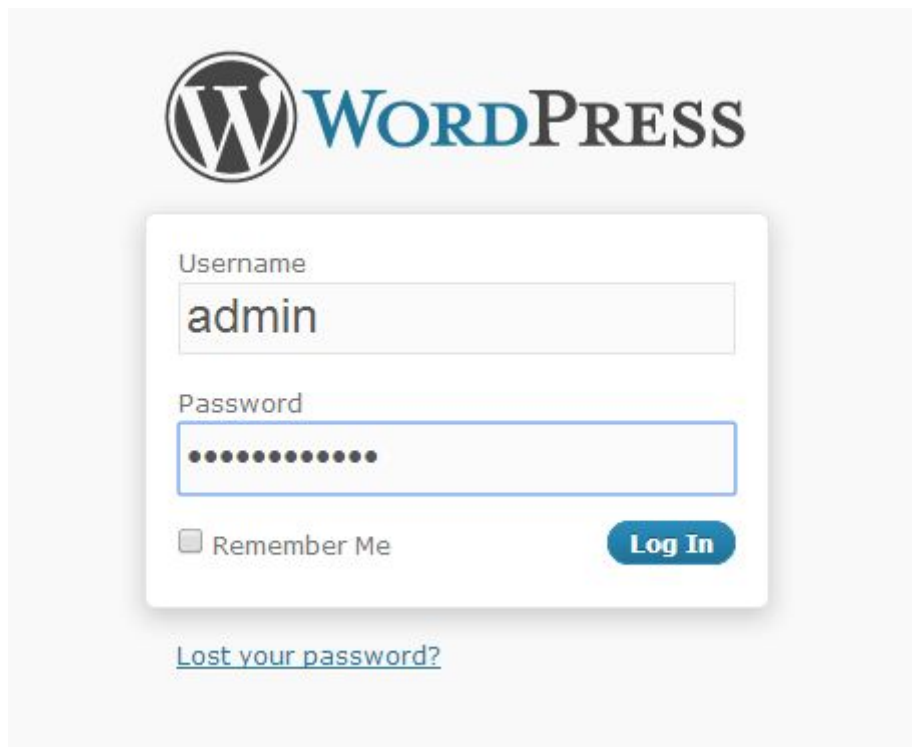 WORDPRESS
Username
admin
Password
••••••••••••
Remember Me Log In
Lost your password?